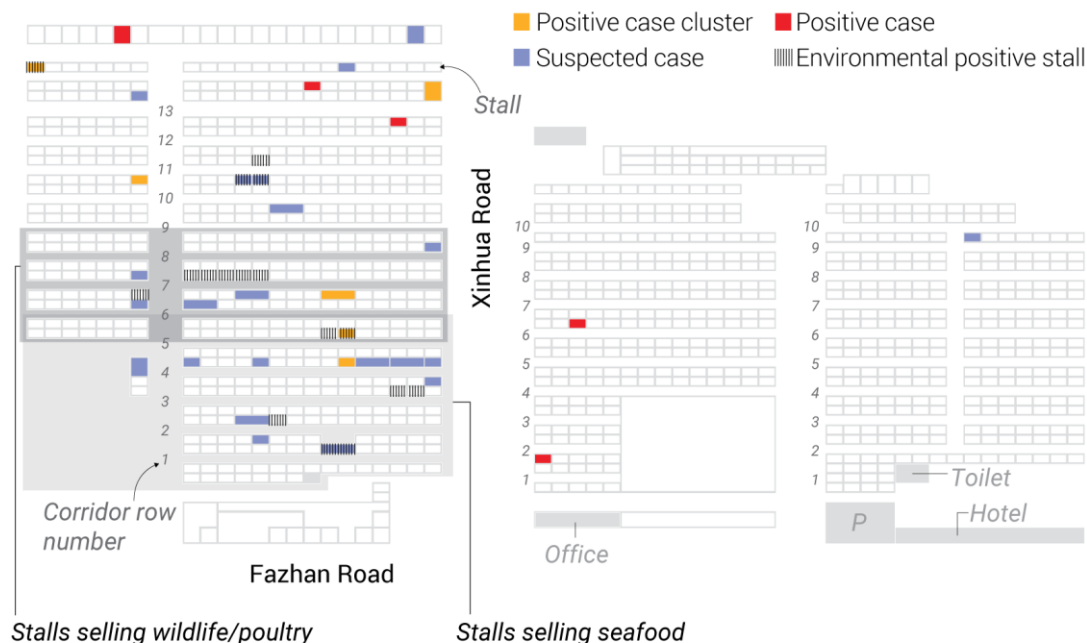 Positive case cluster
Positive case
Suspected case
Environmental positive stall
Stall
13
12
11
10
9
8
7
6
5
4
3
2
1
Corridor row
number
Xinhua Road
Fazhan Road
10
9
8
7
6
5
4
3
2
1
Office
10
9
8
7
6
5
4
3
2
1
Toilet
P
Hotel
Stalls selling wildlife/poultry
Stalls selling seafood